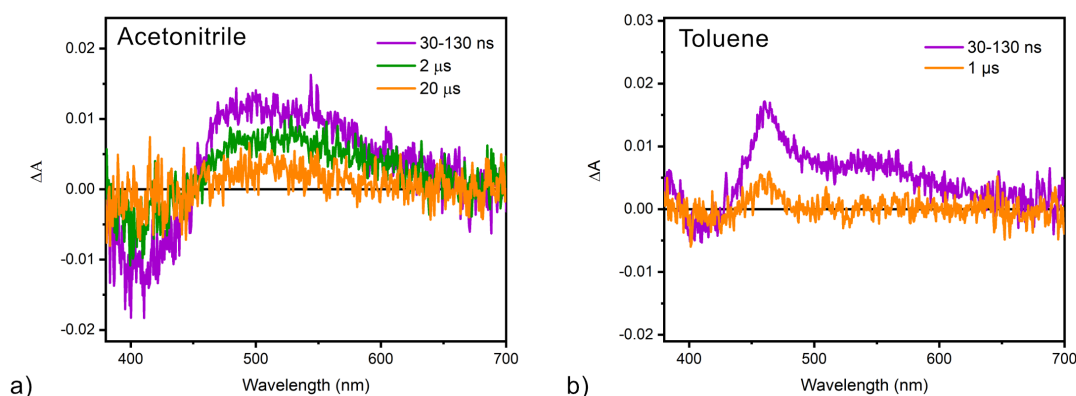 Acetonitrile
30-130 ns
2 μs
20 μs
0.02
0.01
0.00
-0.01
-0.02
ΔA
400
500
600
700
Wavelength (nm)
a)
Toluene
30-130 ns
1 μs
0.03
0.02
0.01
0.00
-0.01
-0.02
ΔA
400
500
600
700
Wavelength (nm)
b)